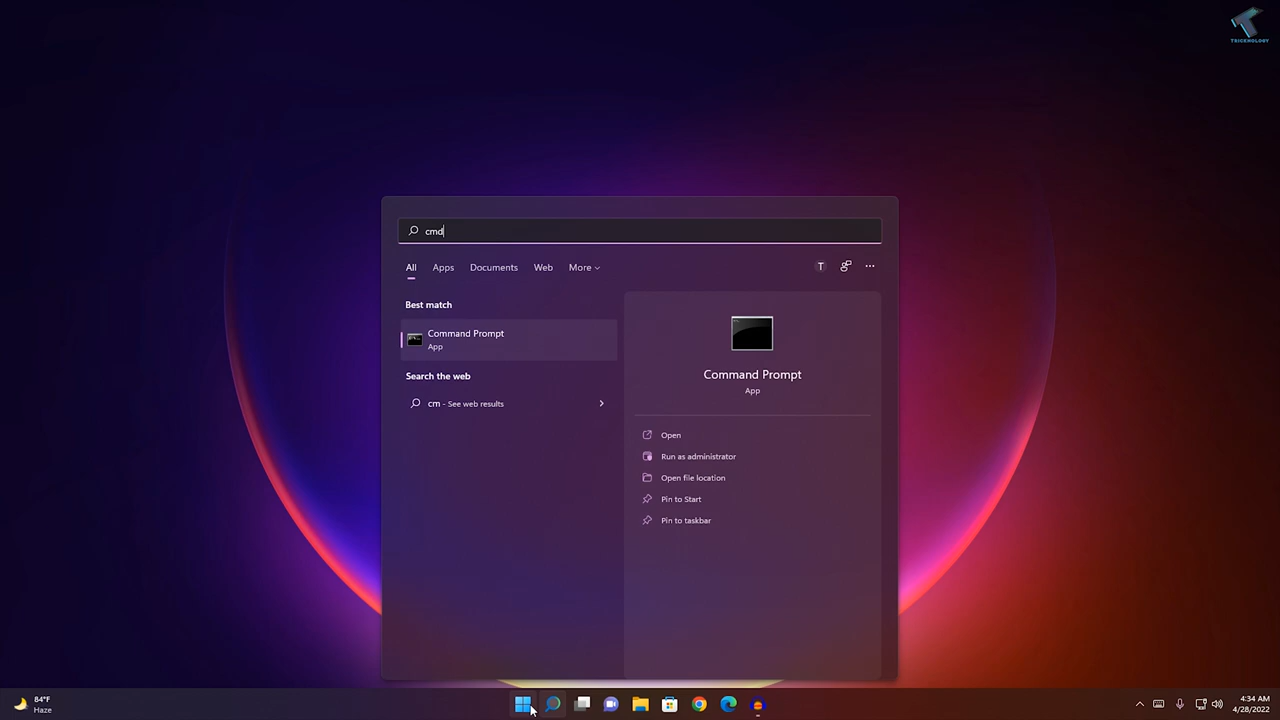 TRICKNOLOGY
cmd
All Apps Documents Web More
T
Best match
Command Prompt
App
Search the web
cm - See web results
Command Prompt
App
Open
Run as administrator
Open file location
Pin to Start
Pin to taskbar
84°F
Haze
4:34 AM
4/28/2022